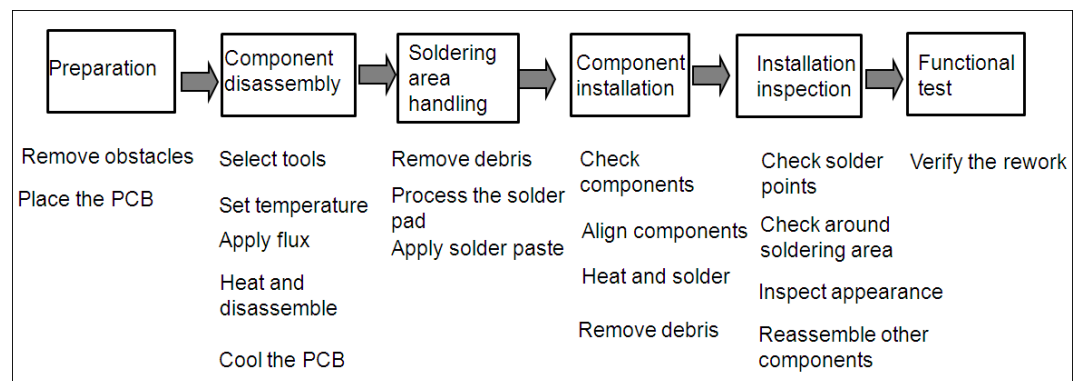 Preparation
Component
disassembly
Soldering
area
handling
Component
installation
Installation
inspection
Functional
test
Remove obstacles
Place the PCB
Select tools
Set temperature
Apply flux
Heat and
disassemble
Cool the PCB
Remove debris
Process the solder
pad
Apply solder paste
Check
components
Align components
Heat and solder
Remove debris
Check solder
points
Check around
soldering area
Inspect appearance
Reassemble other
components
Verify the rework